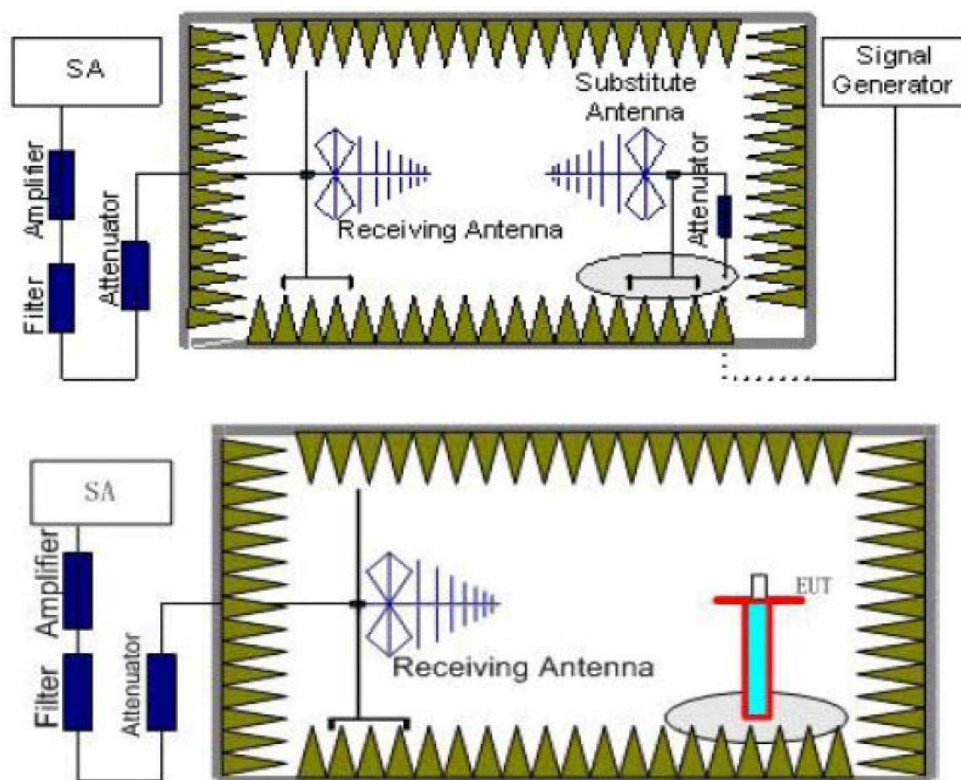 SA
Signal
Generator
Substitute
Antenna
Amplifier
Attenuator
Attenuator
Filter
Receiving Antenna
SA
Amplifier
EUT
Filter
Attenuator
Receiving Antenna